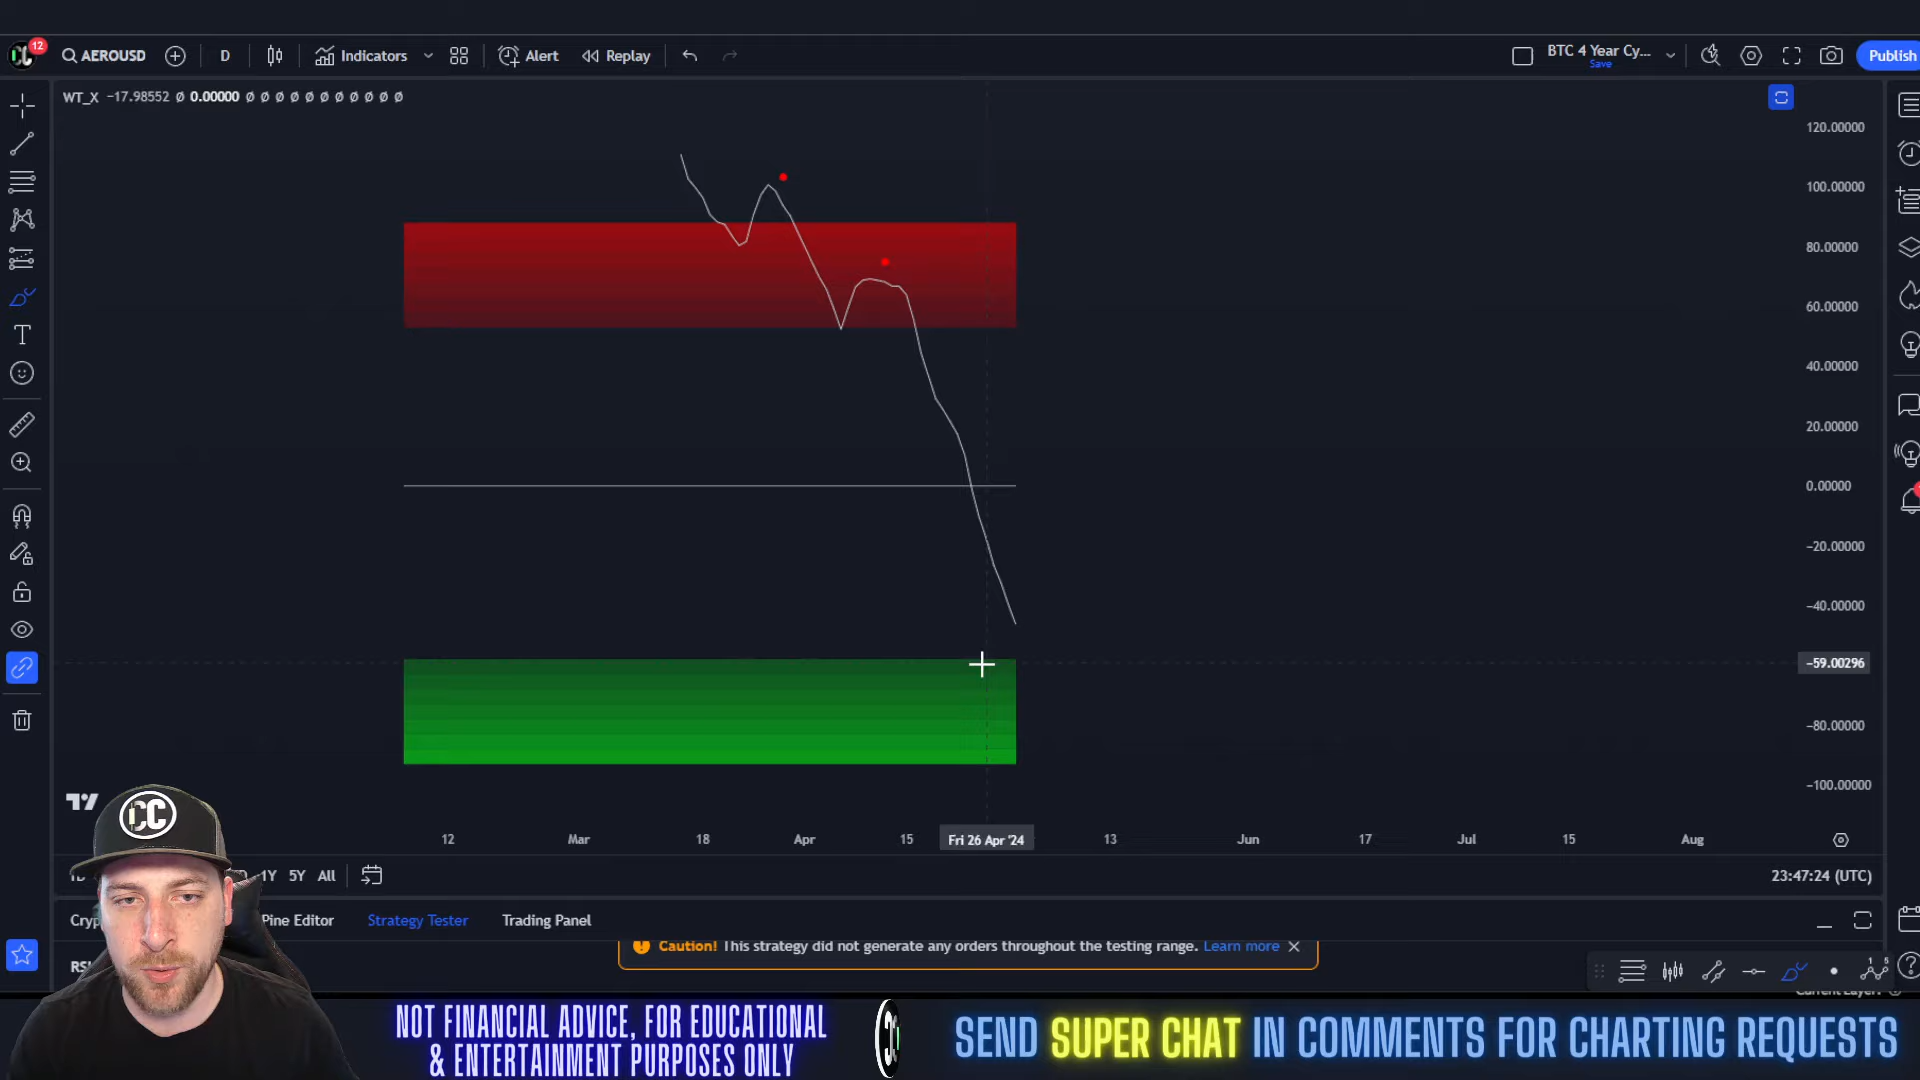 12
AEROUSD
D
Indicators
Alert
Replay
BTC 4 Year Cy...
Save
Publish
WT_X −17.98552 Ø 0.00000 Ø Ø Ø Ø Ø Ø Ø Ø Ø Ø Ø
120.00000
100.00000
80.00000
60.00000
40.00000
20.00000
0.00000
−20.00000
−40.00000
−59.00296
−80.00000
−100.00000
CC
12 Mar 18 Apr 15 Fri 26 Apr '24 13 Jun 17 Jul 15 Aug
1Y 5Y All
23:47:24 (UTC)
Pine Editor Strategy Tester Trading Panel
Caution! This strategy did not generate any orders throughout the testing range. Learn more
NOT FINANCIAL ADVICE, FOR EDUCATIONAL
& ENTERTAINMENT PURPOSES ONLY
SEND SUPER CHAT IN COMMENTS FOR CHARTING REQUESTS